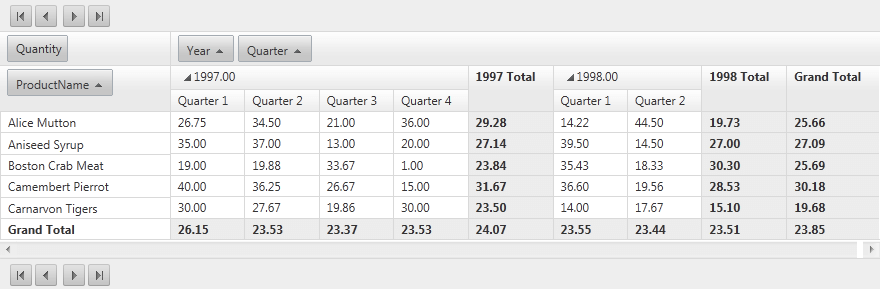 Quantity Year Quarter
ProductName 1997.00 1997 Total 1998.00 1998 Total Grand Total
Quarter 1 Quarter 2 Quarter 3 Quarter 4 Quarter 1 Quarter 2
Alice Mutton 26.75 34.50 21.00 36.00 29.28 14.22 44.50 19.73 25.66
Aniseed Syrup 35.00 37.00 13.00 20.00 27.14 39.50 14.50 27.00 27.09
Boston Crab Meat 19.00 19.88 33.67 1.00 23.84 35.43 18.33 30.30 25.69
Camembert Pierrot 40.00 36.25 26.67 15.00 31.67 36.60 19.56 28.53 30.18
Carnarvon Tigers 30.00 27.67 19.86 30.00 23.50 14.00 17.67 15.10 19.68
Grand Total 26.15 23.53 23.37 23.53 24.07 23.55 23.44 23.51 23.85